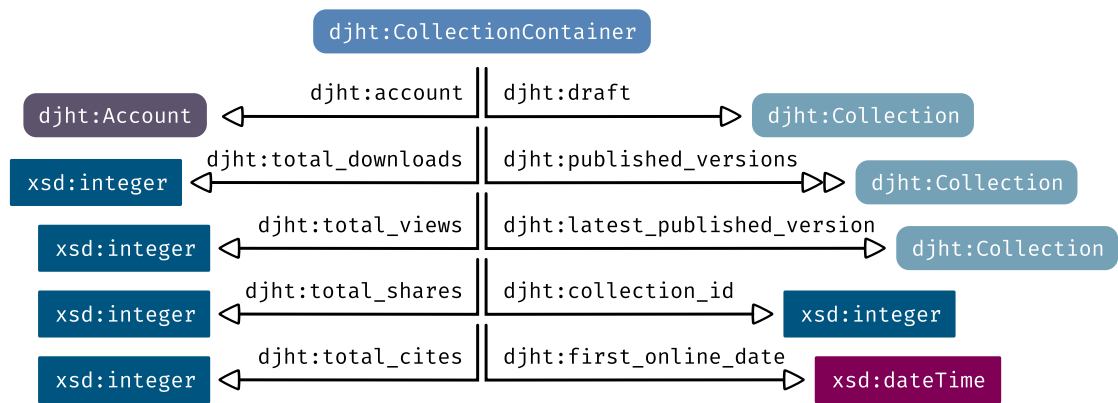 djht:CollectionContainer
djht:account djht:draft
djht:Account djht:Collection
djht:total_downloads djht:published_versions
xsd:integer djht:Collection
djht:total_views djht:latest_published_version
xsd:integer djht:Collection
djht:total_shares djht:collection_id
xsd:integer xsd:integer
djht:total_cites djht:first_online_date
xsd:integer xsd:dateTime